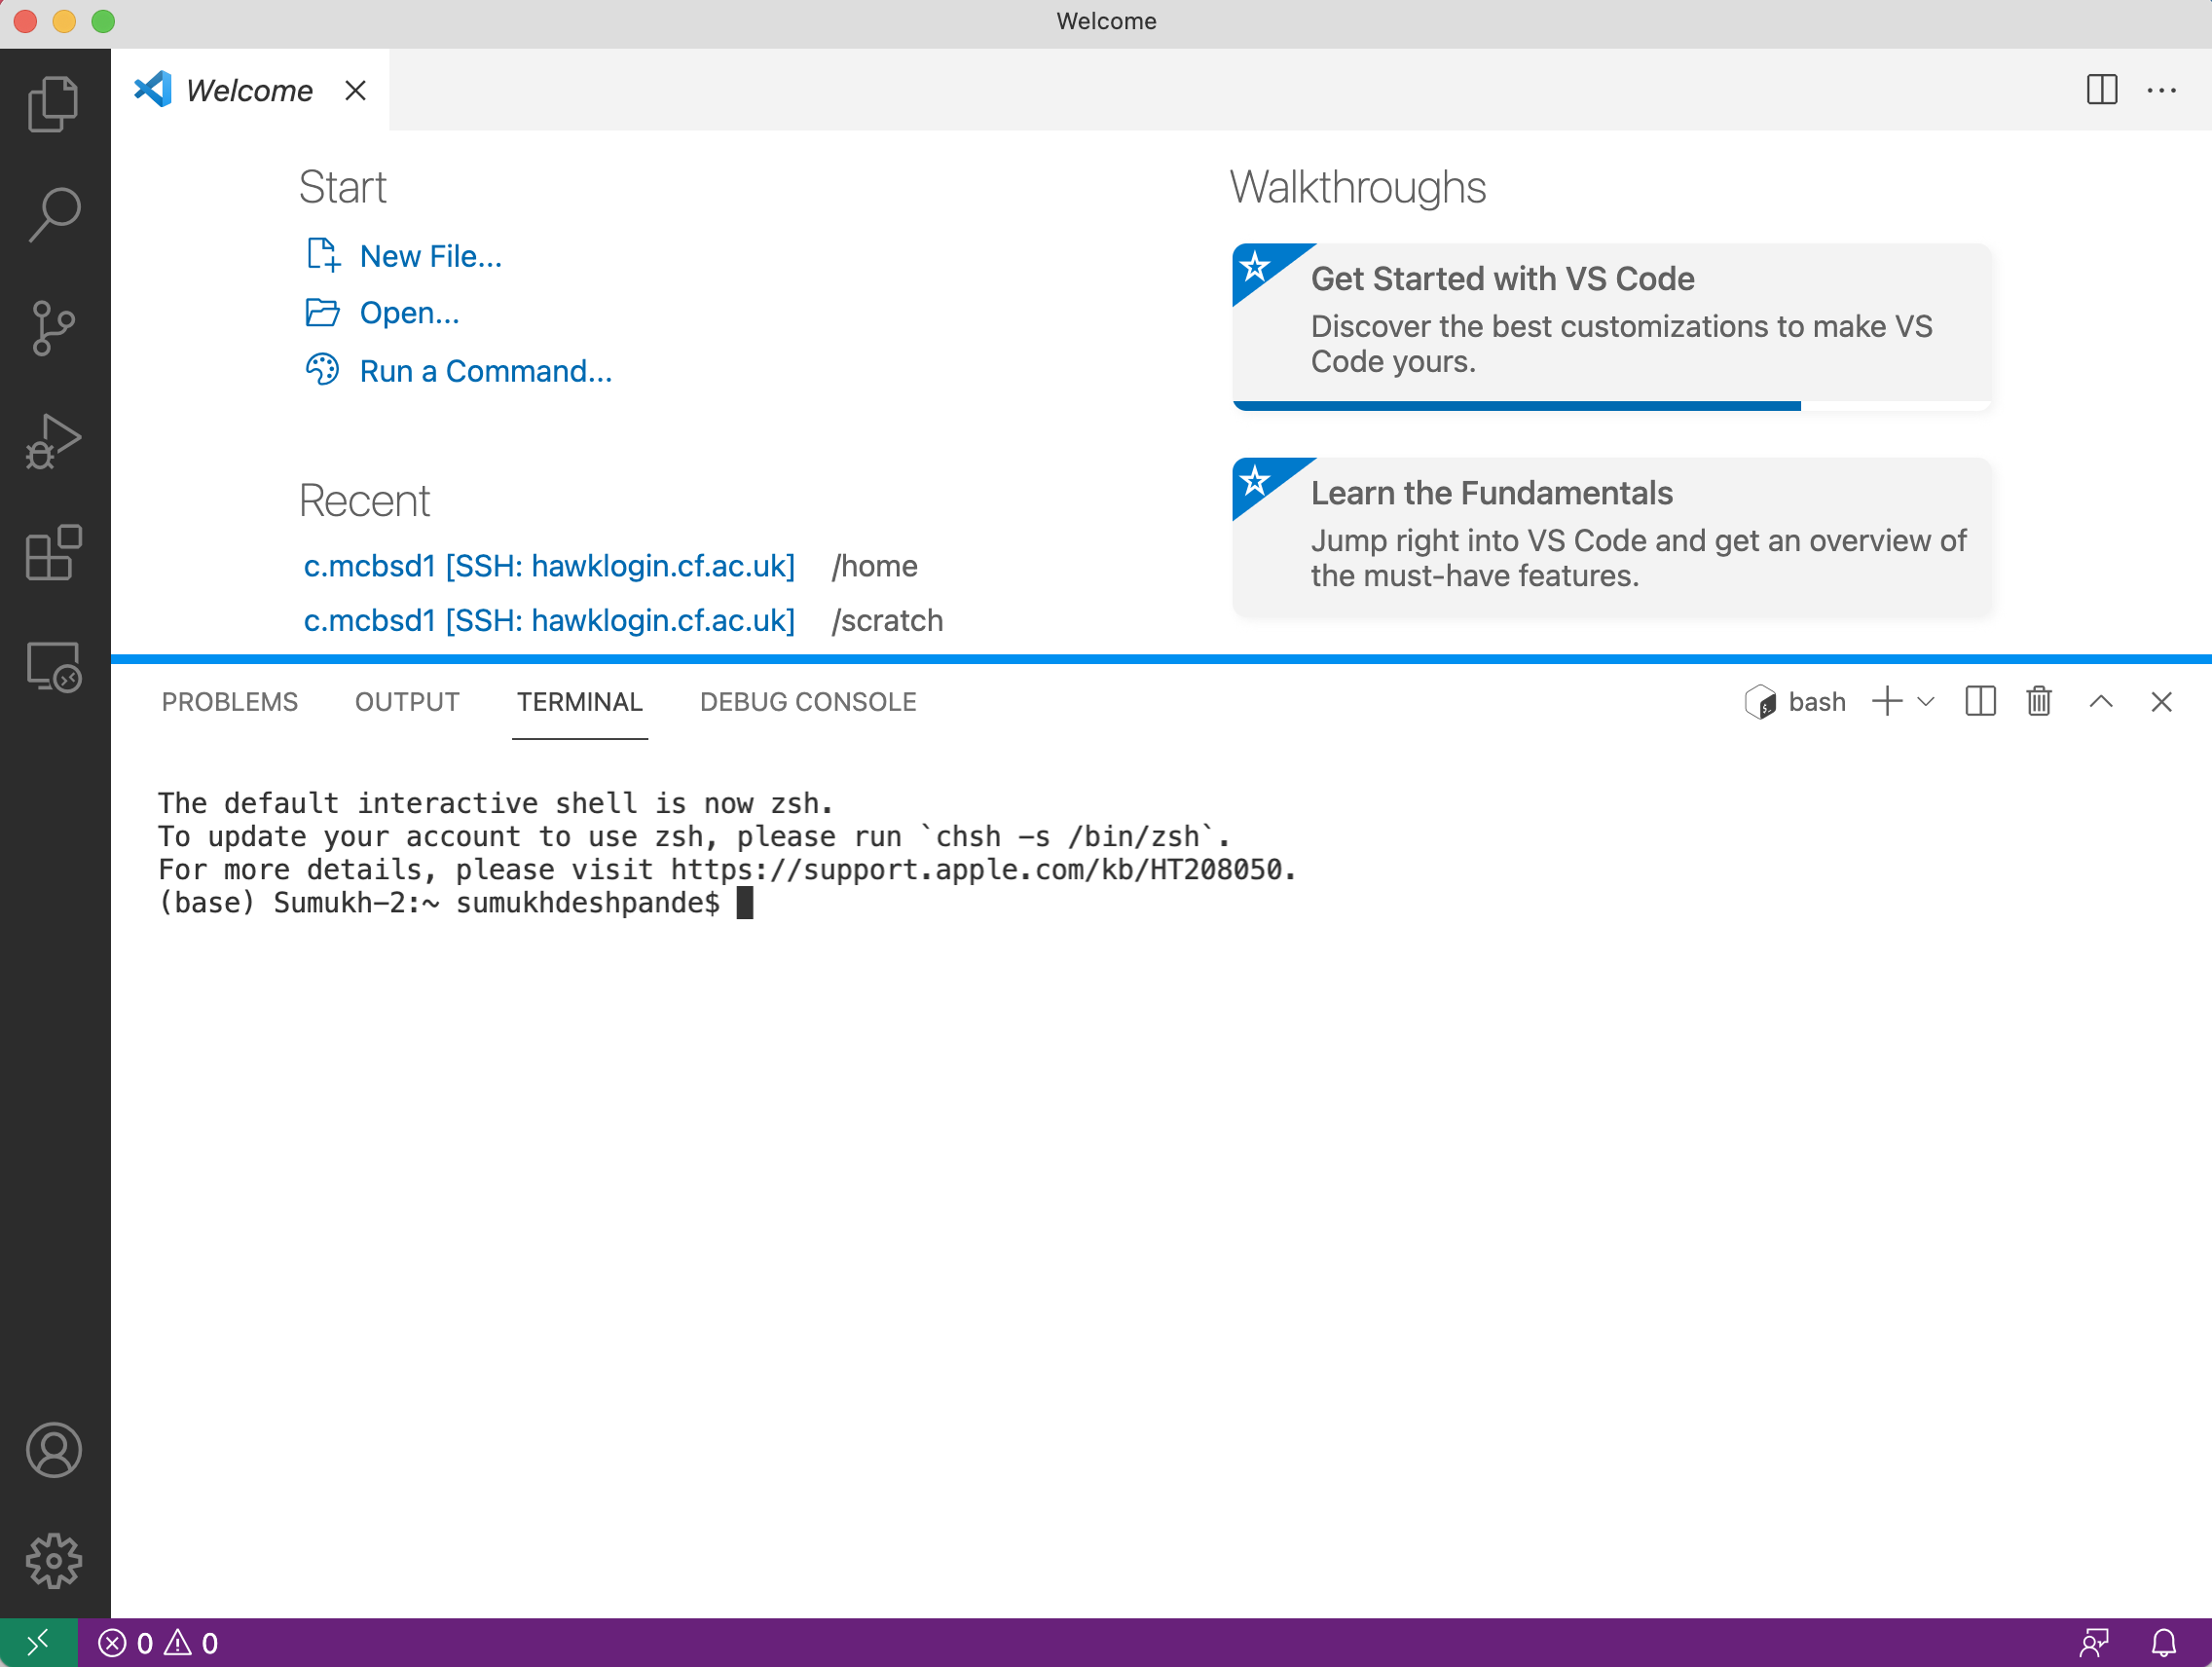 Welcome
Welcome
Start
New File...
Open...
Run a Command...
Recent
c.mcbsd1 [SSH: hawklogin.cf.ac.uk] /home
c.mcbsd1 [SSH: hawklogin.cf.ac.uk] /scratch
Walkthroughs
Get Started with VS Code
Discover the best customizations to make VS
Code yours.
Learn the Fundamentals
Jump right into VS Code and get an overview of
the must-have features.
PROBLEMS OUTPUT TERMINAL DEBUG CONSOLE bash
The default interactive shell is now zsh.
To update your account to use zsh, please run `chsh -s /bin/zsh`.
For more details, please visit https://support.apple.com/kb/HT208050.
(base) Sumukh-2:~ sumukhdeshpande$
0 0